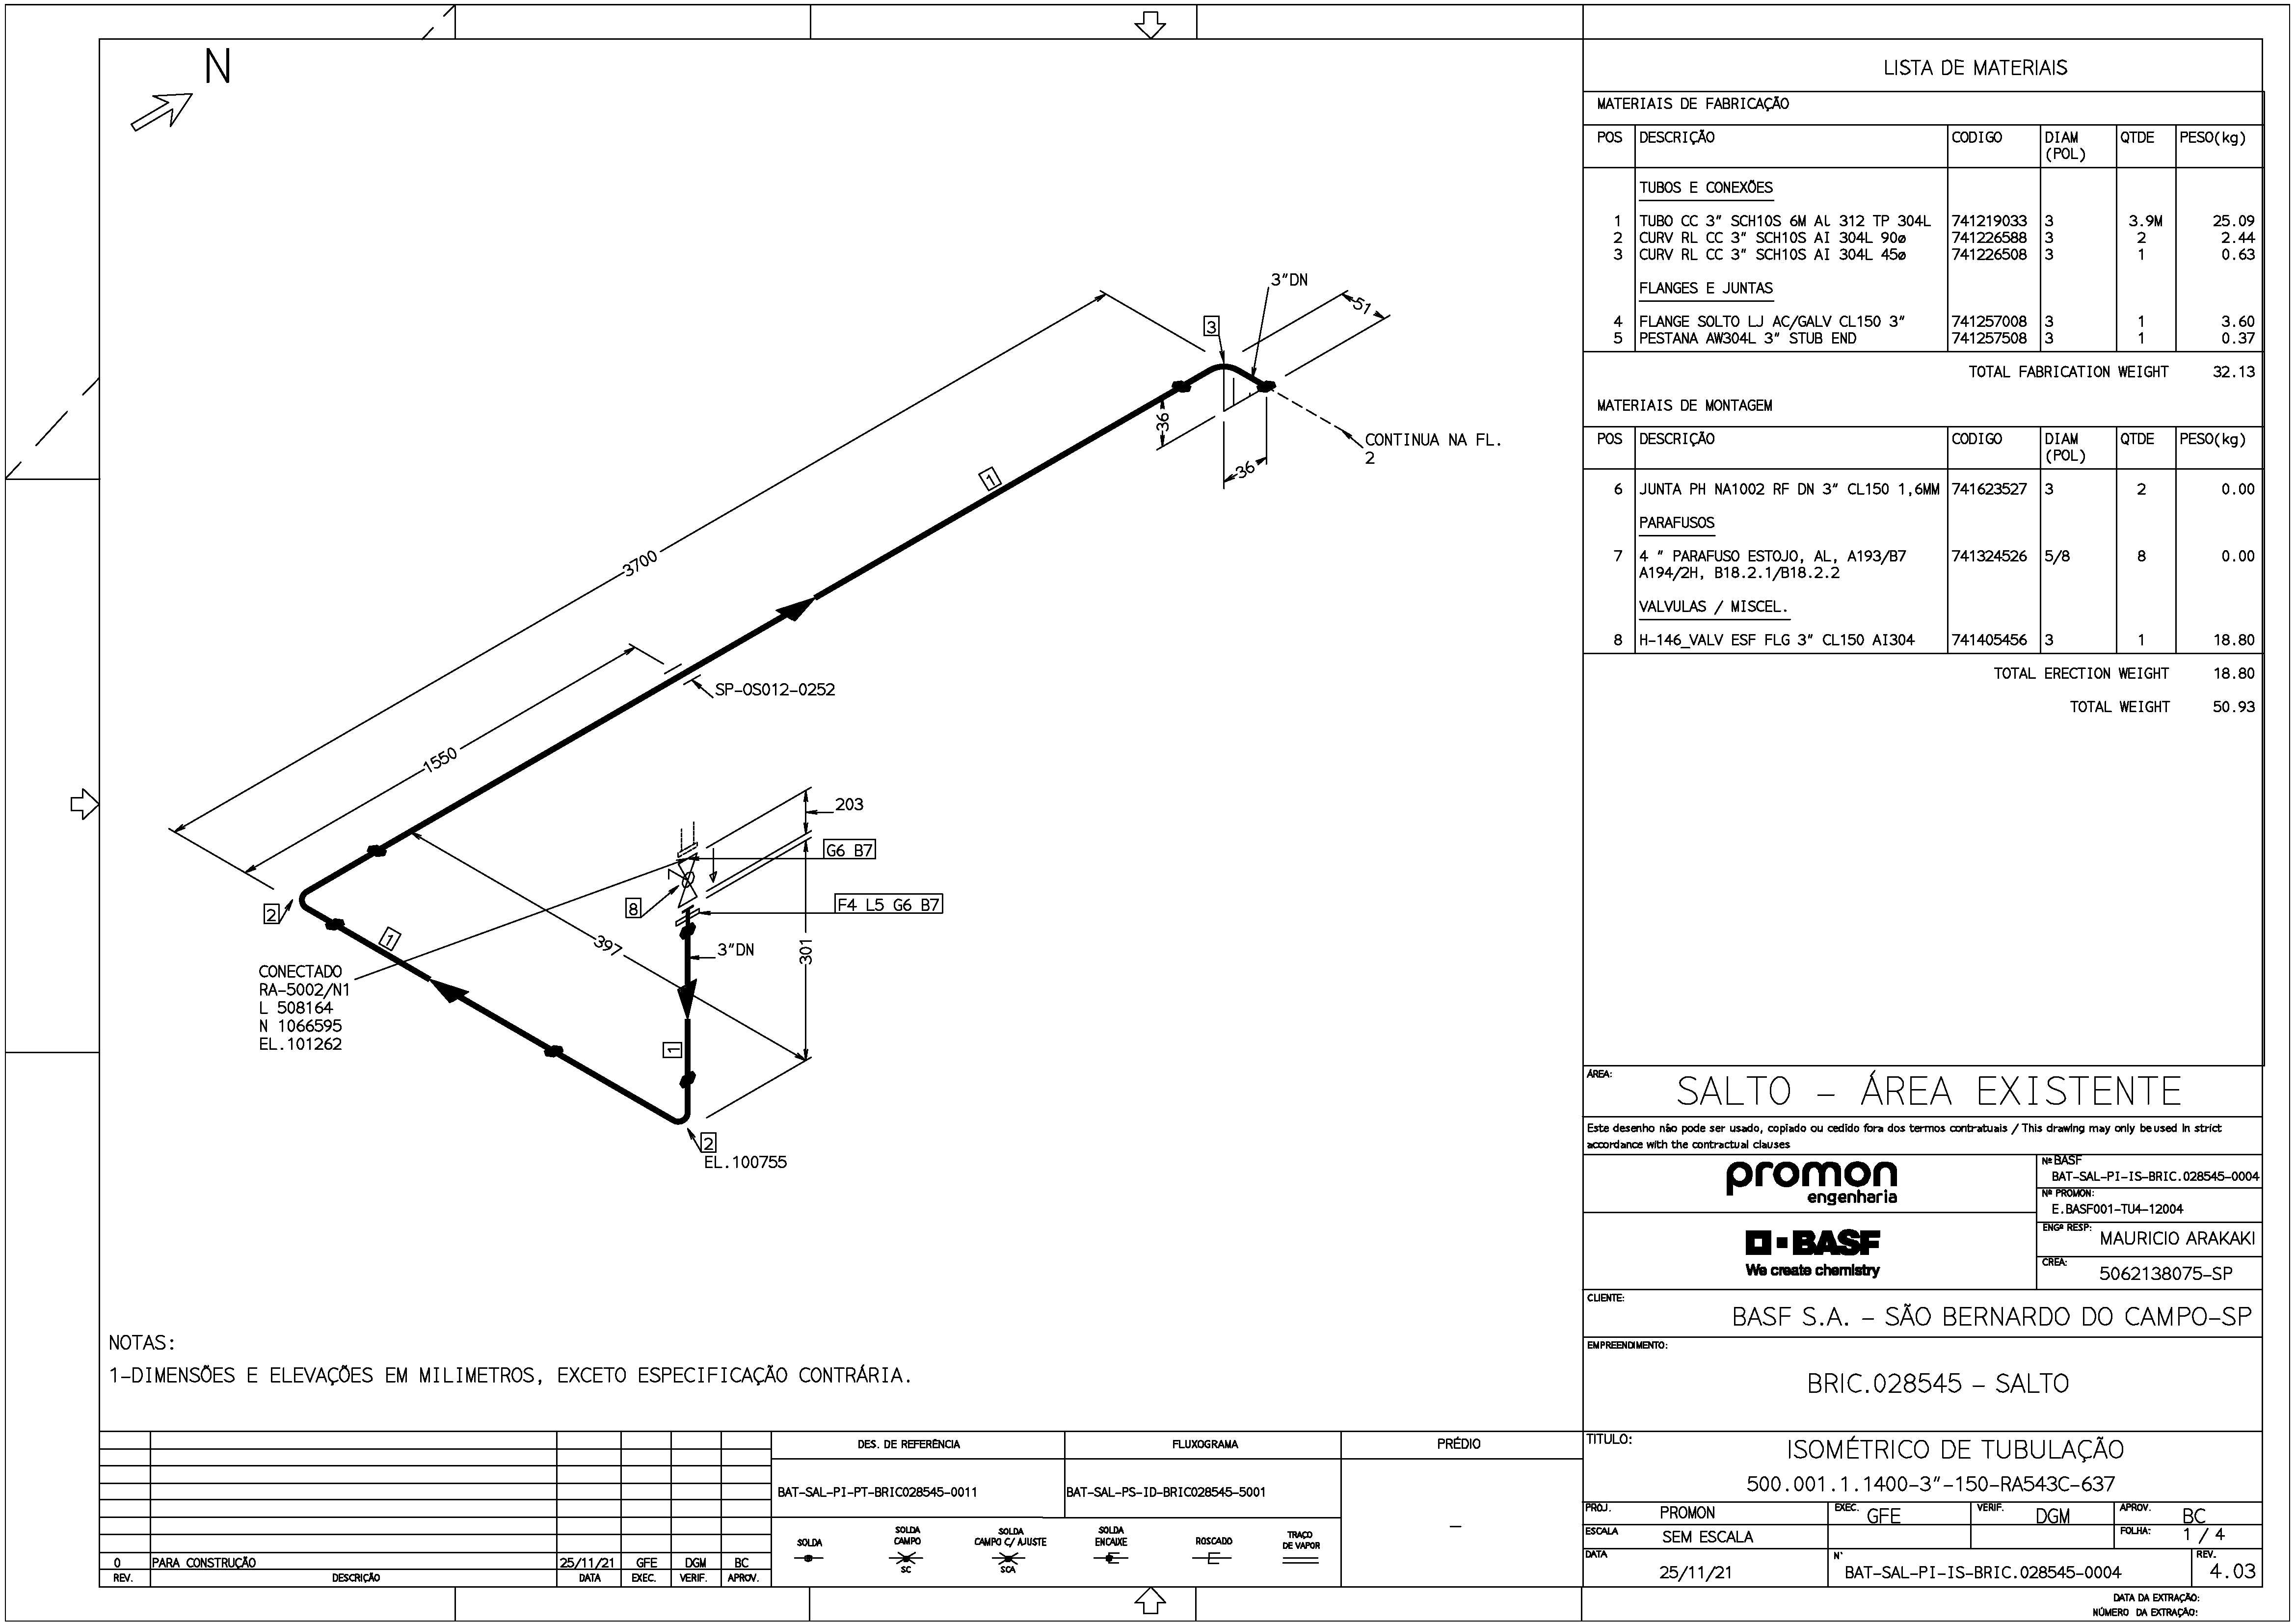 N
LISTA DE MATERIAIS
MATERIAIS DE FABRICAÇÃO
POS DESCRIÇÃO CODIGO DIAM (POL) QTDE PESO(kg)
TUBOS E CONEXÕES
1 TUBO CC 3" SCH10S 6M AL 312 TP 304L 741219033 3 3.9M 25.09
2 CURV RL CC 3" SCH10S AI 304L 90ø 741226588 3 2 2.44
3 CURV RL CC 3" SCH10S AI 304L 45ø 741226508 3 1 0.63
FLANGES E JUNTAS
4 FLANGE SOLTO LJ AC/GALV CL150 3" 741257008 3 1 3.60
5 PESTANA AW304L 3" STUB END 741257508 3 1 0.37
TOTAL FABRICATION WEIGHT 32.13
MATERIAIS DE MONTAGEM
POS DESCRIÇÃO CODIGO DIAM (POL) QTDE PESO(kg)
6 JUNTA PH NA1002 RF DN 3" CL150 1,6MM 741623527 3 2 0.00
PARAFUSOS
7 4 " PARAFUSO ESTOJO, AL, A193/B7 741324526 5/8 8 0.00
A194/2H, B18.2.1/B18.2.2
VALVULAS / MISCEL.
8 H-146_VALV ESF FLG 3" CL150 AI304 741405456 3 1 18.80
TOTAL ERECTION WEIGHT 18.80
TOTAL WEIGHT 50.93
3"DN
51
3
36
36
CONTINUA NA FL.
2
1
3700
SP-OS012-0252
1550
203
G6 B7
8
F4 L5 G6 B7
2
1
397
3"DN
301
CONECTADO
RA-5002/N1
L 508164
N 1066595
EL.101262
1
2
EL.100755
NOTAS:
1-DIMENSÕES E ELEVAÇÕES EM MILIMETROS, EXCETO ESPECIFICAÇÃO CONTRÁRIA.
ÁREA:
SALTO - ÁREA EXISTENTE
Este desenho não pode ser usado, copiado ou cedido fora dos termos contratuais / This drawing may only be used in strict
accordance with the contractual clauses
promon
engenharia
Nº BASF
BAT-SAL-PI-IS-BRIC.028545-0004
Nº PROMON:
E.BASF001-TU4-12004
BASF
We create chemistry
ENGº RESP:
MAURICIO ARAKAKI
CREA:
5062138075-SP
CLIENTE:
BASF S.A. - SÃO BERNARDO DO CAMPO-SP
EMPREENDIMENTO:
BRIC.028545 - SALTO
TITULO:
ISOMÉTRICO DE TUBULAÇÃO
500.001.1.1400-3"-150-RA543C-637
PROJ. PROMON EXEC. GFE VERIF. DGM APROV. BC
ESCALA SEM ESCALA FOLHA: 1 / 4
DATA 25/11/21 N° BAT-SAL-PI-IS-BRIC.028545-0004 REV. 4.03
DATA DA EXTRAÇÃO:
NÚMERO DA EXTRAÇÃO:
DES. DE REFERÊNCIA FLUXOGRAMA PRÉDIO
BAT-SAL-PI-PT-BRIC028545-0011 BAT-SAL-PS-ID-BRIC028545-5001 -
SOLDA
SOLDA CAMPO
SC
SOLDA CAMPO C/ AJUSTE
SCA
SOLDA ENCAIXE
ROSCADO
TRAÇO DE VAPOR
0 PARA CONSTRUÇÃO 25/11/21 GFE DGM BC
REV. DESCRIÇÃO DATA EXEC. VERIF. APROV.